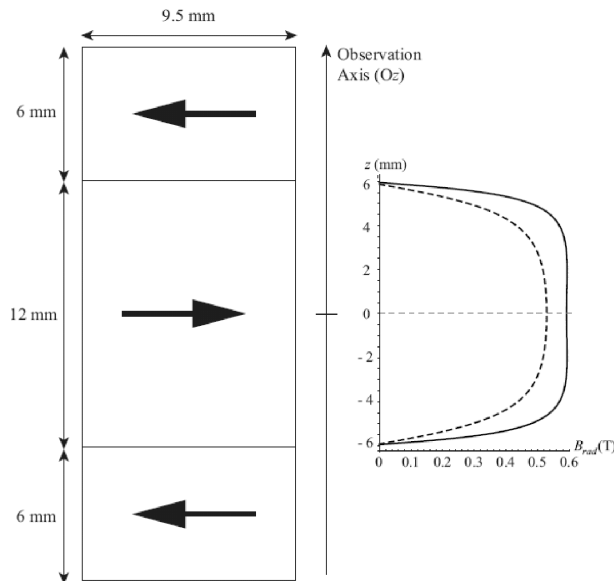 9.5 mm
Observation
Axis (Oz)
6 mm
12 mm
6 mm
z (mm)
6
4
2
0
- 2
- 4
- 6
0 0.1 0.2 0.3 0.4 0.5 0.6
B_rad(T)